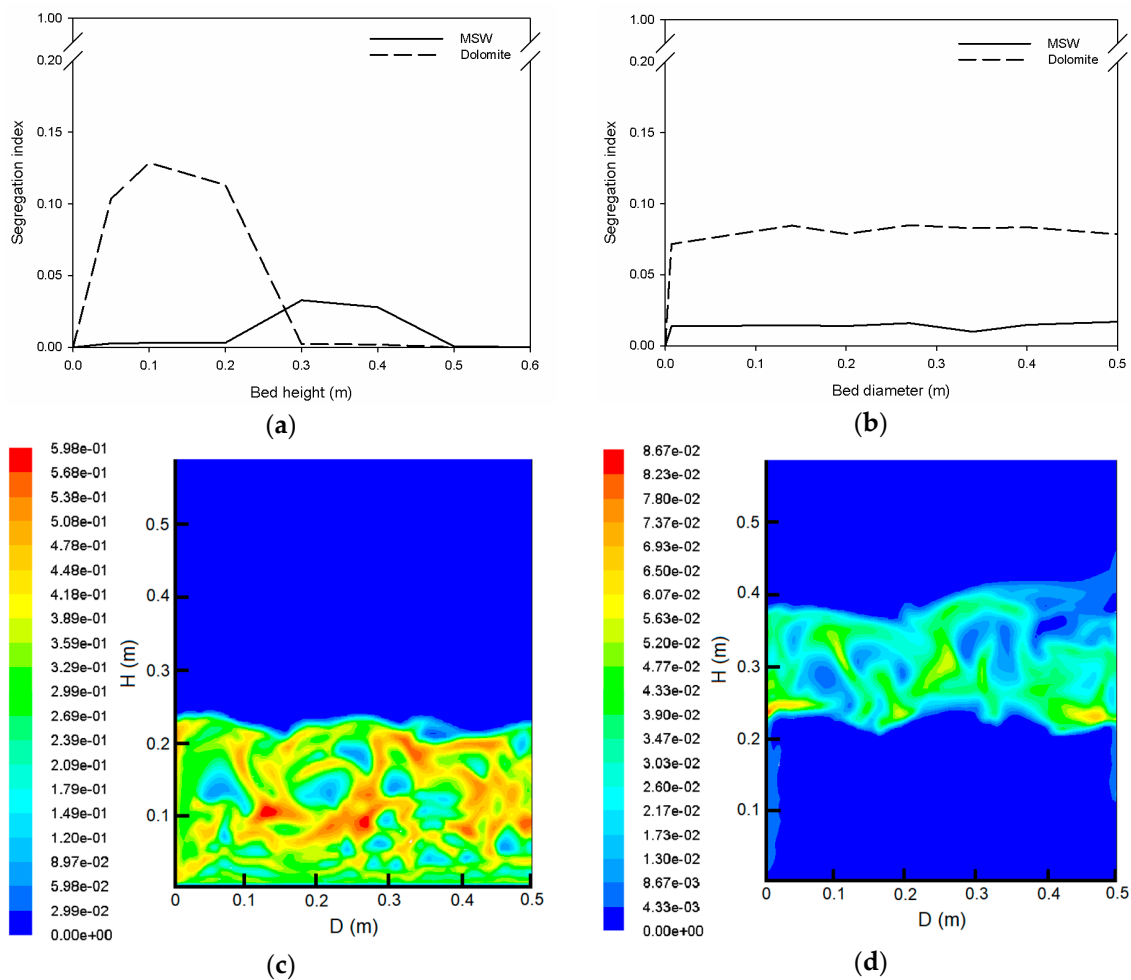 1.00
MSW
Dolomite
0.20
0.15
0.10
0.05
0.00
Segregation index
0.0 0.1 0.2 0.3 0.4 0.5 0.6
Bed height (m)
(a)
1.00
MSW
Dolomite
0.20
0.15
0.10
0.05
0.00
Segregation index
0.0 0.1 0.2 0.3 0.4 0.5
Bed diameter (m)
(b)
5.98e-01
5.68e-01
5.38e-01
5.08e-01
4.78e-01
4.48e-01
4.18e-01
3.89e-01
3.59e-01
3.29e-01
2.99e-01
2.69e-01
2.39e-01
2.09e-01
1.79e-01
1.49e-01
1.20e-01
8.97e-02
5.98e-02
2.99e-02
0.00e+00
H (m)
0.5
0.4
0.3
0.2
0.1
0 0.1 0.2 0.3 0.4 0.5
D (m)
(c)
8.67e-02
8.23e-02
7.80e-02
7.37e-02
6.93e-02
6.50e-02
6.07e-02
5.63e-02
5.20e-02
4.77e-02
4.33e-02
3.90e-02
3.47e-02
3.03e-02
2.60e-02
2.17e-02
1.73e-02
1.30e-02
8.67e-03
4.33e-03
0.00e+00
H (m)
0.5
0.4
0.3
0.2
0.1
0 0.1 0.2 0.3 0.4 0.5
D (m)
(d)